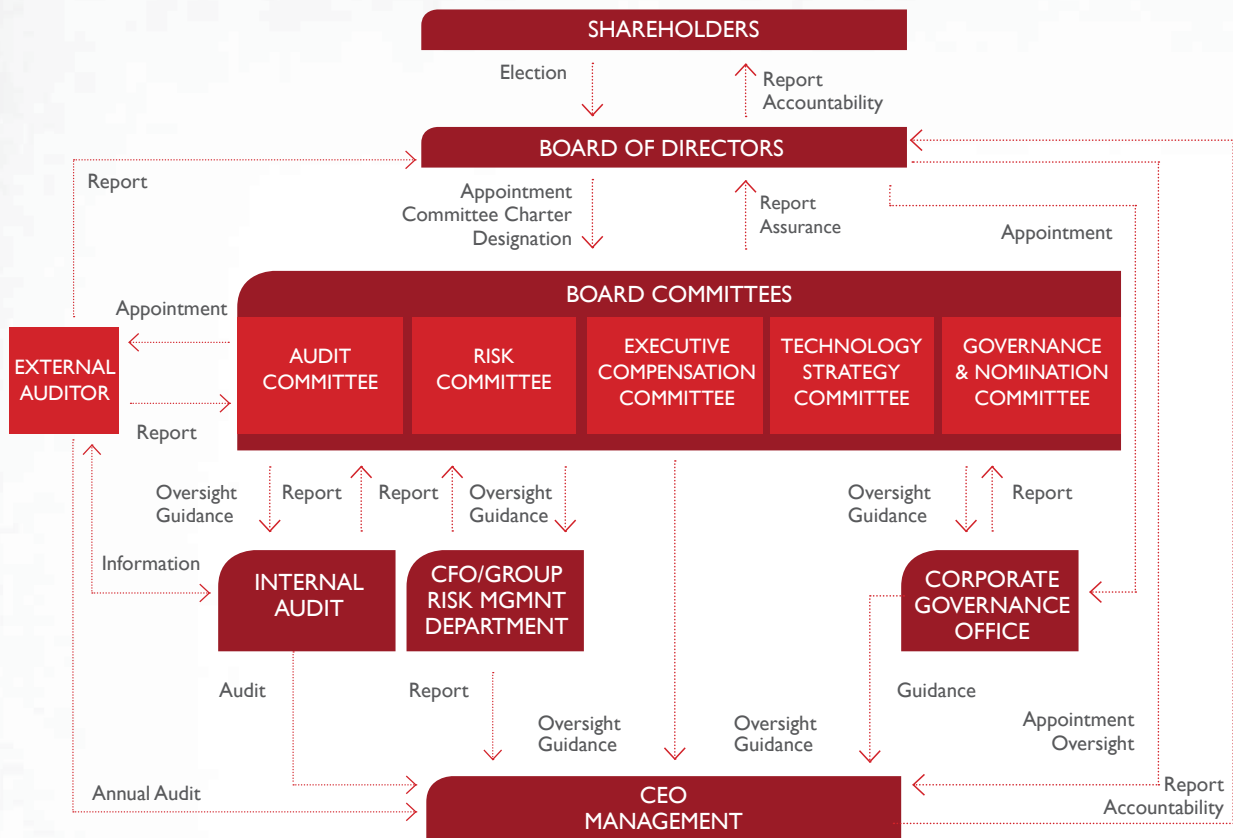 SHAREHOLDERS
Election
Report
Accountability
BOARD OF DIRECTORS
Report
Appointment
Committee Charter
Designation
Report
Assurance
Appointment
BOARD COMMITTEES
Appointment
EXTERNAL
AUDITOR
AUDIT
COMMITTEE
RISK
COMMITTEE
EXECUTIVE
COMPENSATION
COMMITTEE
TECHNOLOGY
STRATEGY
COMMITTEE
GOVERNANCE
& NOMINATION
COMMITTEE
Report
Oversight
Guidance
Report
Report
Oversight
Guidance
Oversight
Guidance
Report
Information
INTERNAL
AUDIT
CFO/GROUP
RISK MGMNT
DEPARTMENT
CORPORATE
GOVERNANCE
OFFICE
Audit
Report
Guidance
Oversight
Guidance
Oversight
Guidance
Appointment
Oversight
Annual Audit
CEO
MANAGEMENT
Report
Accountability